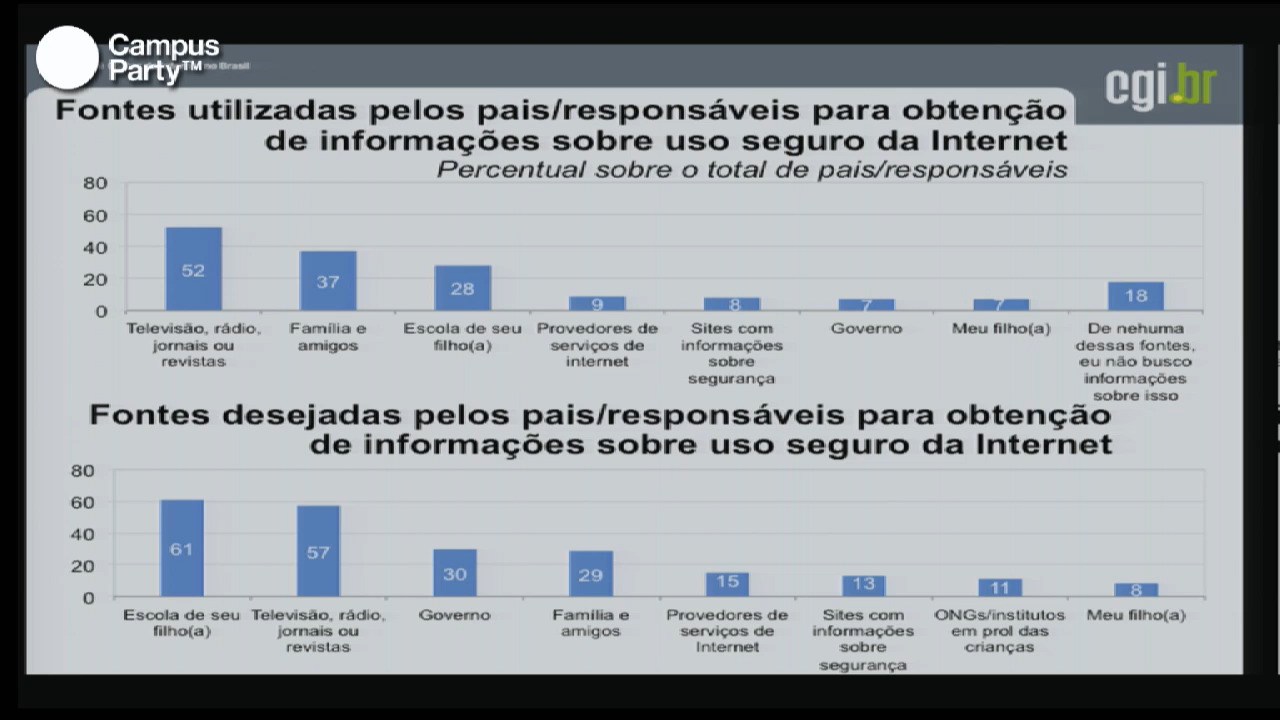 Campus
Party™
no Brasil
cgi.br
Fontes utilizadas pelos pais/responsáveis para obtenção
de informações sobre uso seguro da Internet
Percentual sobre o total de pais/responsáveis
80
60
40
20
0
52
37
28
9
8
7
7
18
Televisão, rádio,
jornais ou
revistas
Família e
amigos
Escola de seu
filho(a)
Provedores de
serviços de
internet
Sites com
informações
sobre
segurança
Governo
Meu filho(a)
De nehuma
dessas fontes,
eu não busco
informações
sobre isso
Fontes desejadas pelos pais/responsáveis para obtenção
de informações sobre uso seguro da Internet
80
60
40
20
0
61
57
30
29
15
13
11
8
Escola de seu
filho(a)
Televisão, rádio,
jornais ou
revistas
Governo
Família e
amigos
Provedores de
serviços de
Internet
Sites com
informações
sobre
segurança
ONGs/institutos
em prol das
crianças
Meu filho(a)